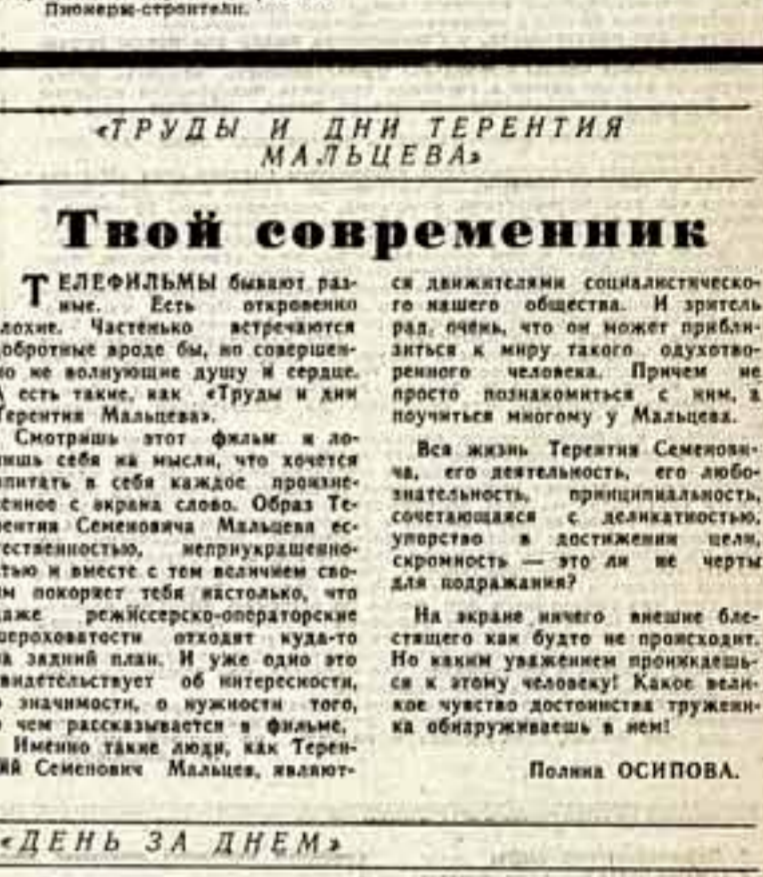 Пионеры-строители.
«ТРУДЫ И ДНИ ТЕРЕНТИЯ
МАЛЬЦЕВА»
Твой современник
ТЕЛЕФИЛЬМЫ бывают раз-
ные. Есть откровенно
лохие. Частенько встречаются
обротные вроде бы, но совершен-
но не волнующие душу и сердце.
А есть такие, как «Труды и дни
Терентия Мальцева».
Смотришь этот фильм и ло-
ишь себя на мысли, что хочется
питать в себя каждое произне-
сенное с экрана слово. Образ Те-
рентия Семеновича Мальцева ес-
тественностью, неприукрашенно-
стью и вместе с тем величием сво-
им покоряет тебя настолько, что
даже режиссерско-операторские
шероховатости отходят куда-то
на задний план. И уже одно это
видетельствует об интересности,
о значимости, о нужности того,
о чем рассказывается в фильме.
Именно такие люди, как Терен-
ий Семенович Мальцев, являют-
ся движителями социалистическо-
го нашего общества. И зритель
рад, очень, что он может прибли-
зиться к миру такого одухотво-
ренного человека. Причем не
просто познакомиться с ним, а
поучиться многому у Мальцева.
Вся жизнь Терентия Семенови-
ча, его деятельность, его любо-
знательность, принципиальность,
сочетающаяся с деликатностью,
упорство в достижении цели,
скромность — это ли не черты
для подражания?
На экране ничего внешне бле-
стящего как будто не происходит.
Но каким уважением проникаешь-
ся к этому человеку! Какое вели-
кое чувство достоинства тружени-
ка обнаруживаешь в нем!
Полина ОСИПОВА.
«ДЕНЬ ЗА ДНЕМ»